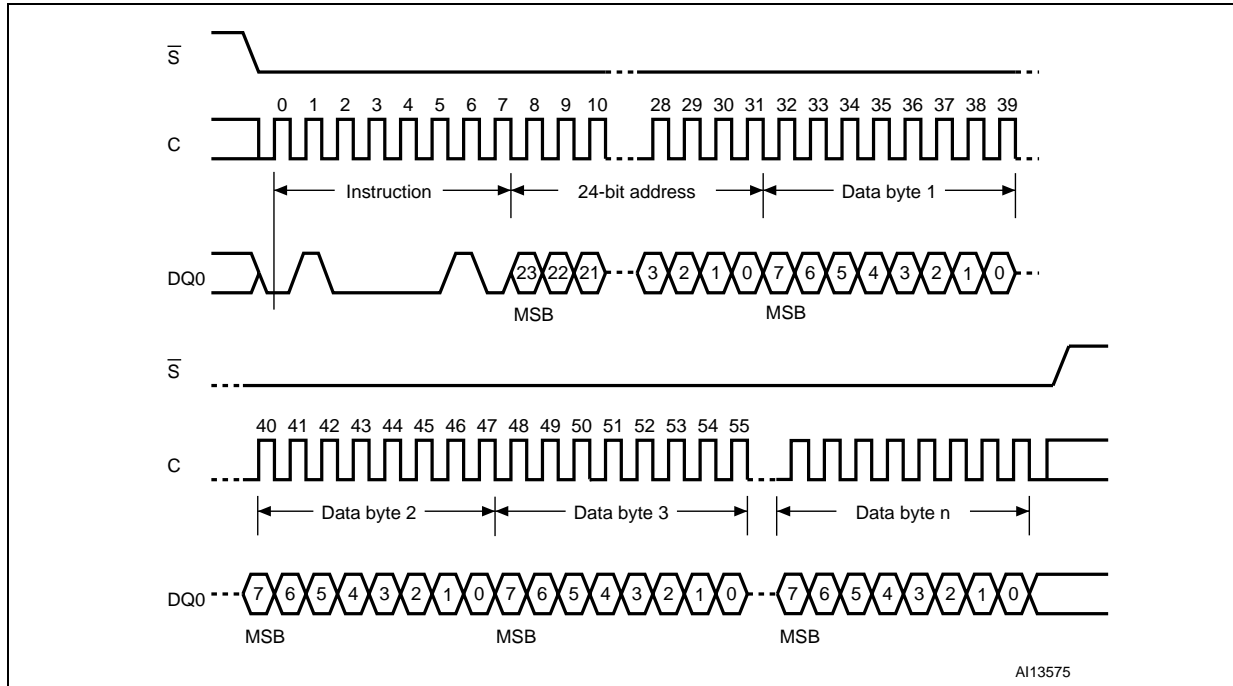 S
0 1 2 3 4 5 6 7 8 9 10 28 29 30 31 32 33 34 35 36 37 38 39
C
Instruction 24-bit address Data byte 1
DQ0 23 22 21 3 2 1 0 7 6 5 4 3 2 1 0
MSB MSB
S
40 41 42 43 44 45 46 47 48 49 50 51 52 53 54 55
C
Data byte 2 Data byte 3 Data byte n
DQ0 7 6 5 4 3 2 1 0 7 6 5 4 3 2 1 0 7 6 5 4 3 2 1 0
MSB MSB MSB
AI13575